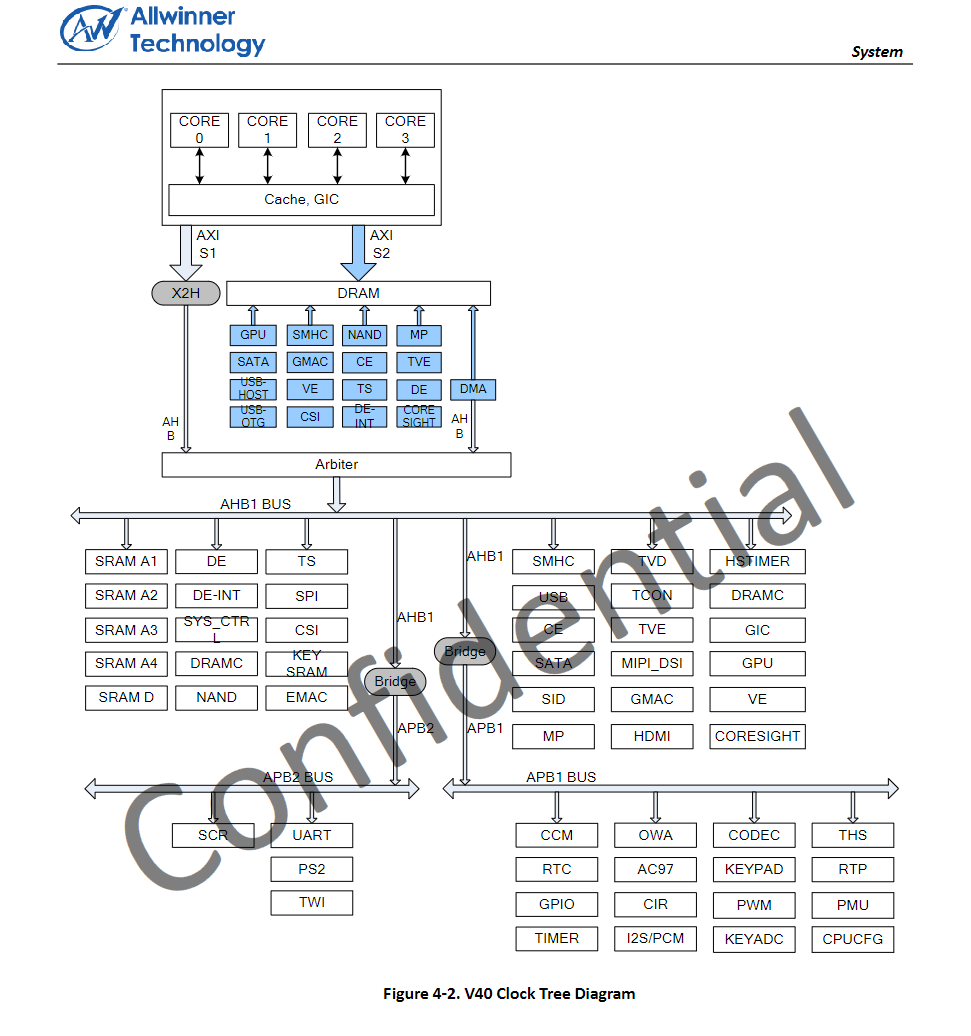 Allwinner
Technology
System
CORE
0
CORE
1
CORE
2
CORE
3
Cache, GIC
AXI
S1
AXI
S2
X2H
DRAM
GPU
SMHC
NAND
MP
SATA
GMAC
CE
TVE
USB-
HOST
VE
TS
DE
DMA
USB-
OTG
CSI
DE-
INT
CORE
SIGHT
AH
B
AH
B
Arbiter
AHB1 BUS
SRAM A1
DE
TS
AHB1
SMHC
TVD
HSTIMER
SRAM A2
DE-INT
SPI
USB
TCON
DRAMC
SRAM A3
SYS_CTR
L
CSI
AHB1
CE
TVE
GIC
SRAM A4
DRAMC
KEY
SRAM
Bridge
Bridge
SATA
MIPI_DSI
GPU
SRAM D
NAND
EMAC
SID
GMAC
VE
APB2
APB1
MP
HDMI
CORESIGHT
APB2 BUS
APB1 BUS
SCR
UART
CCM
OWA
CODEC
THS
PS2
RTC
AC97
KEYPAD
RTP
TWI
GPIO
CIR
PWM
PMU
TIMER
I2S/PCM
KEYADC
CPUCFG
Confidential
Figure 4-2. V40 Clock Tree Diagram